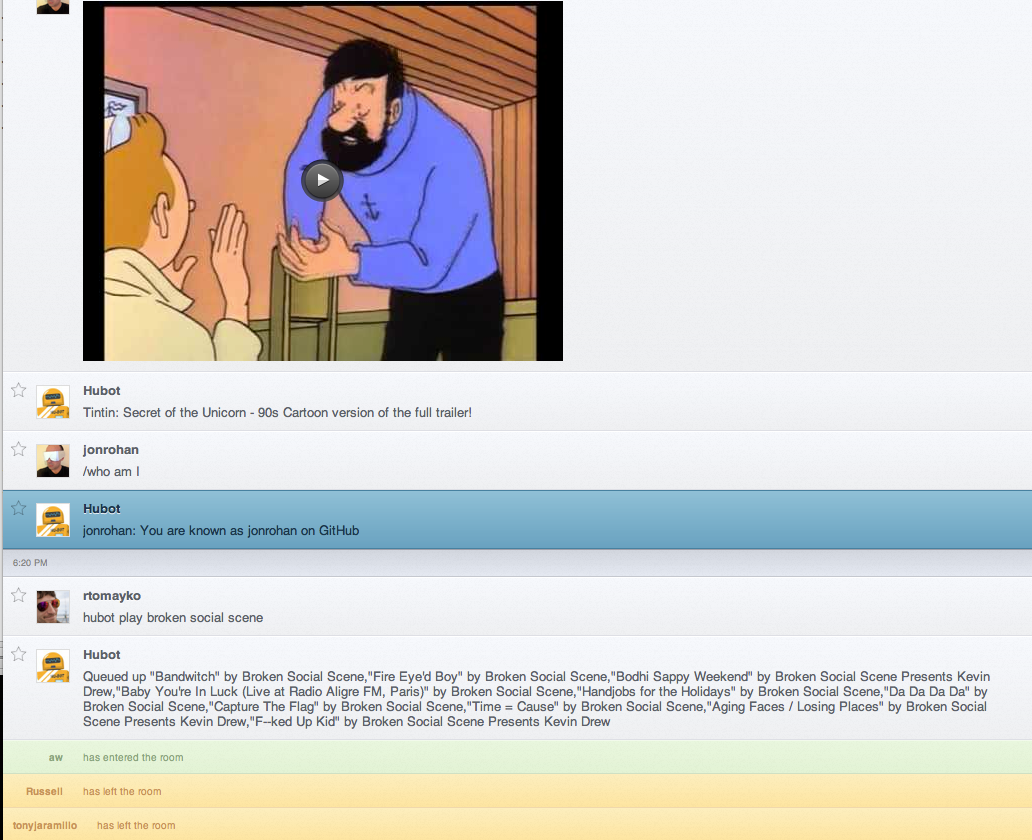 Hubot
Tintin: Secret of the Unicorn - 90s Cartoon version of the full trailer!
jonrohan
/who am I
Hubot
jonrohan: You are known as jonrohan on GitHub
6:20 PM
rtomayko
hubot play broken social scene
Hubot
Queued up "Bandwitch" by Broken Social Scene,"Fire Eye'd Boy" by Broken Social Scene,"Bodhi Sappy Weekend" by Broken Social Scene Presents Kevin
Drew,"Baby You're In Luck (Live at Radio Aligre FM, Paris)" by Broken Social Scene,"Handjobs for the Holidays" by Broken Social Scene,"Da Da Da Da" by
Broken Social Scene,"Capture The Flag" by Broken Social Scene,"Time = Cause" by Broken Social Scene,"Aging Faces / Losing Places" by Broken Social
Scene Presents Kevin Drew,"F--ked Up Kid" by Broken Social Scene Presents Kevin Drew
aw has entered the room
Russell has left the room
tonyjaramillo has left the room